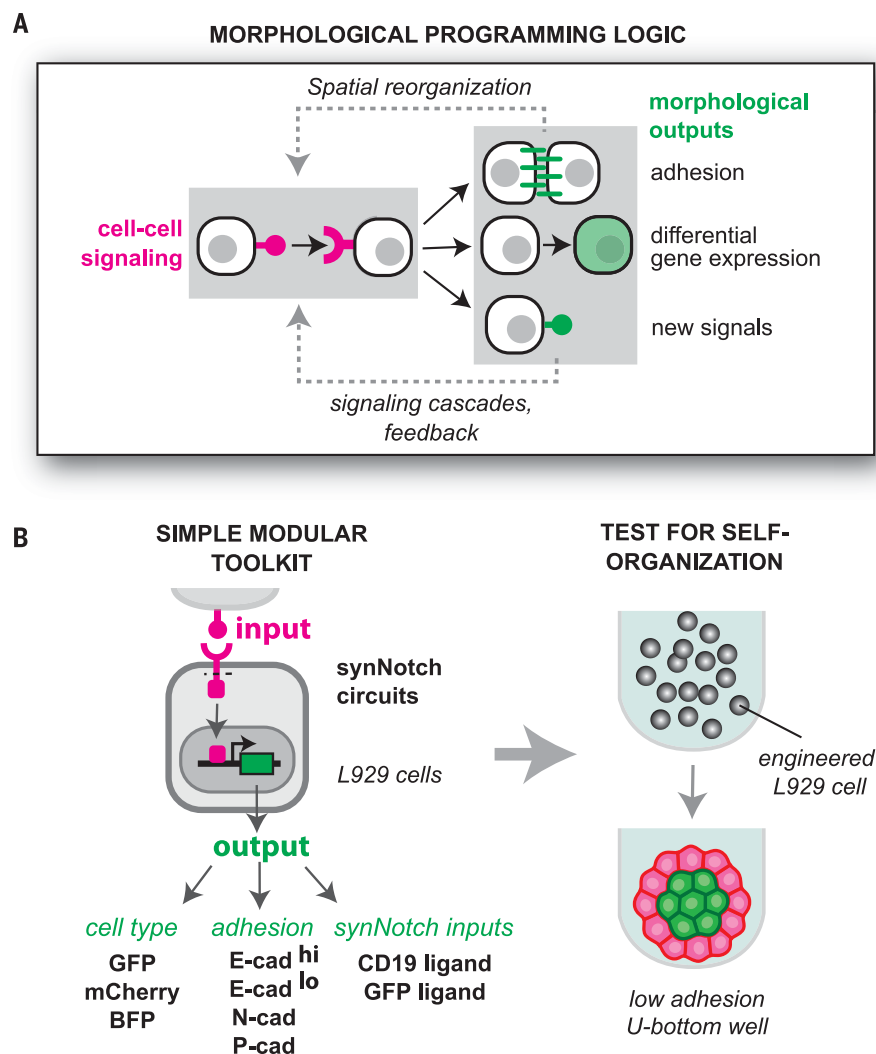 A
MORPHOLOGICAL PROGRAMMING LOGIC
Spatial reorganization
morphological
outputs
adhesion
cell-cell
signaling
differential
gene expression
new signals
signaling cascades,
feedback
B
SIMPLE MODULAR
TOOLKIT
input
synNotch
circuits
L929 cells
output
cell type
GFP
mCherry
BFP
adhesion
E-cad hi
E-cad lo
N-cad
P-cad
synNotch inputs
CD19 ligand
GFP ligand
TEST FOR SELF-
ORGANIZATION
engineered
L929 cell
low adhesion
U-bottom well